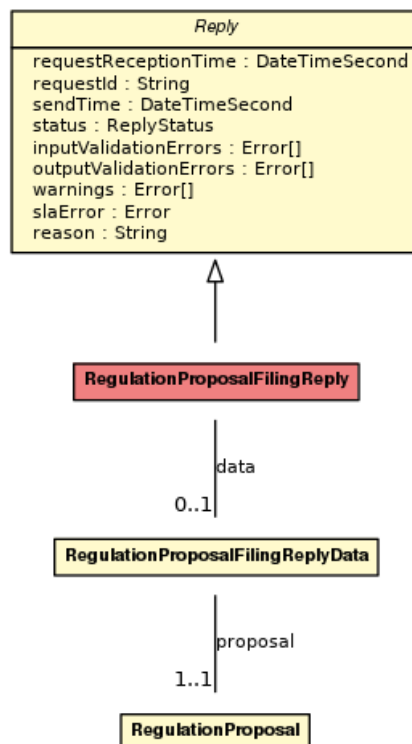 Reply
requestReceptionTime : DateTimeSecond
requestId : String
sendTime : DateTimeSecond
status : ReplyStatus
inputValidationErrors : Error[]
outputValidationErrors : Error[]
warnings : Error[]
slaError : Error
reason : String
RegulationProposalFilingReply
data
0..1
RegulationProposalFilingReplyData
proposal
1..1
RegulationProposal